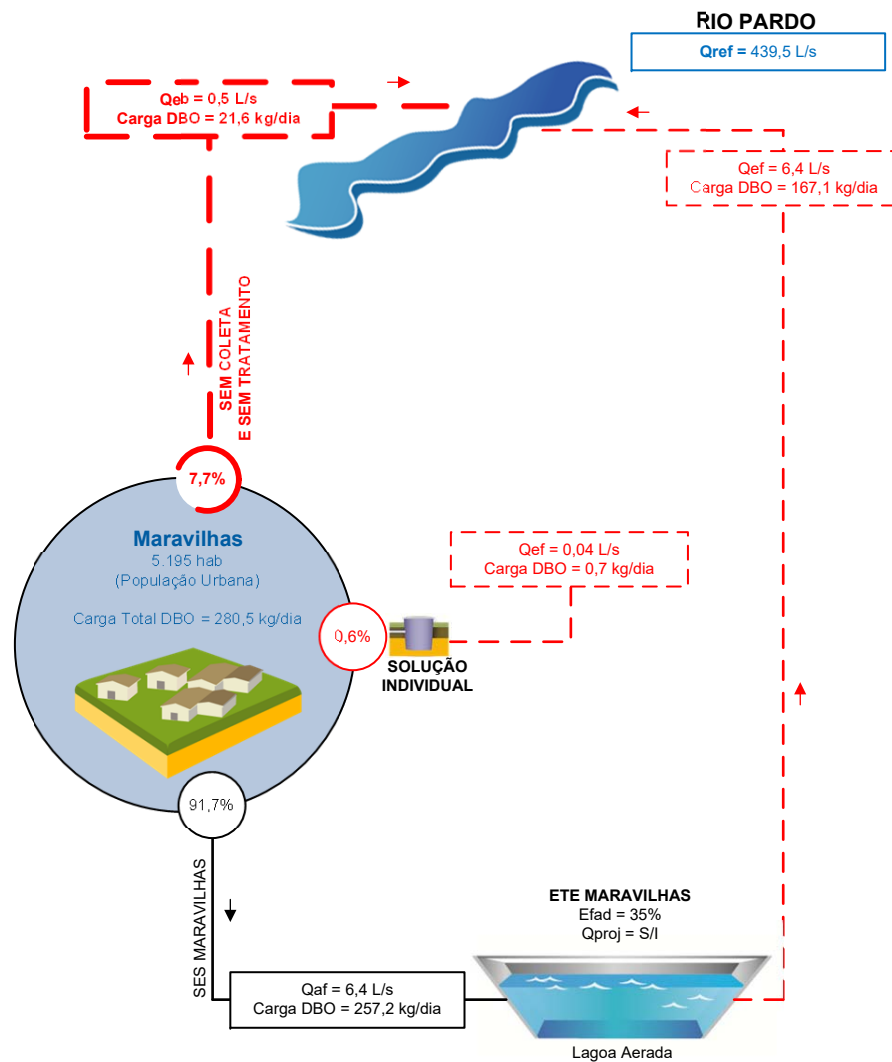 RIO PARDO
Qref = 439,5 L/s
Qeb = 0,5 L/s
Carga DBO = 21,6 kg/dia
Qef = 6,4 L/s
Carga DBO = 167,1 kg/dia
SEM COLETA
E SEM TRATAMENTO
7,7%
Maravilhas
5.195 hab
(População Urbana)
Carga Total DBO = 280,5 kg/dia
Qef = 0,04 L/s
Carga DBO = 0,7 kg/dia
0,6%
SOLUÇÃO
INDIVIDUAL
91,7%
SES MARAVILHAS
ETE MARAVILHAS
Efad = 35%
Qproj = S/I
Qaf = 6,4 L/s
Carga DBO = 257,2 kg/dia
Lagoa Aerada